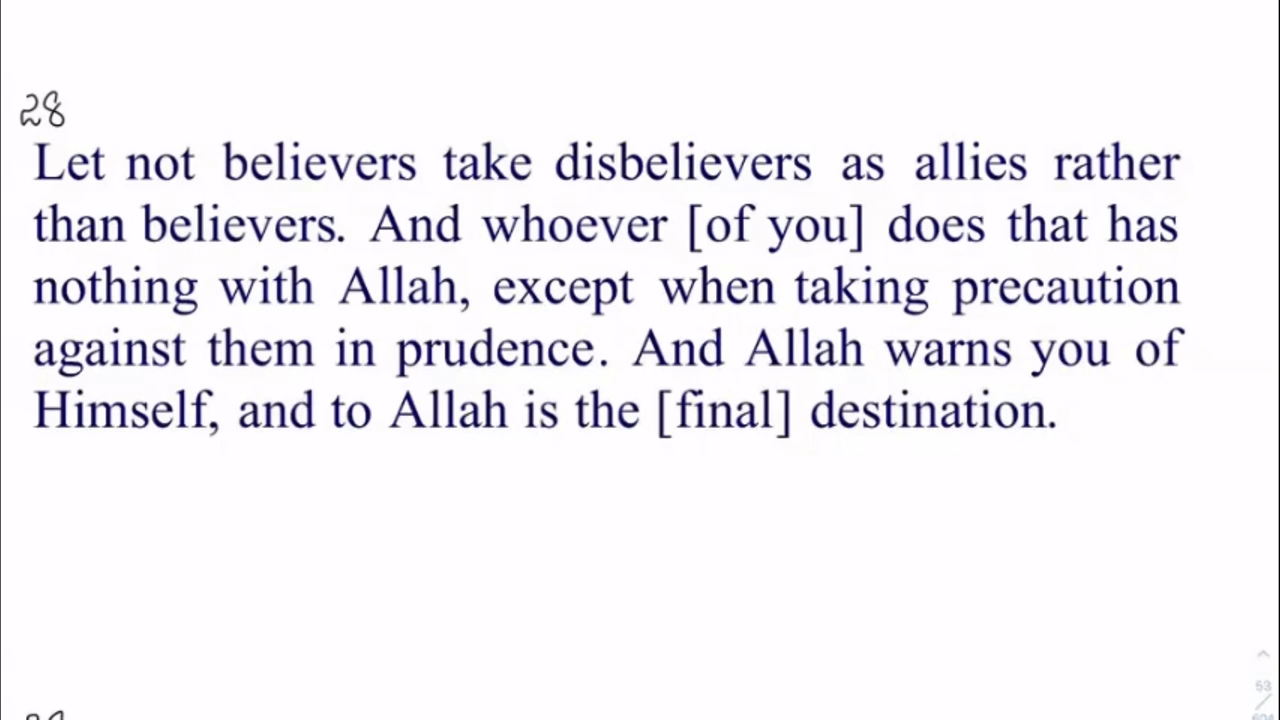 28
Let not believers take disbelievers as allies rather
than believers. And whoever [of you] does that has
nothing with Allah, except when taking precaution
against them in prudence. And Allah warns you of
Himself, and to Allah is the [final] destination.
53